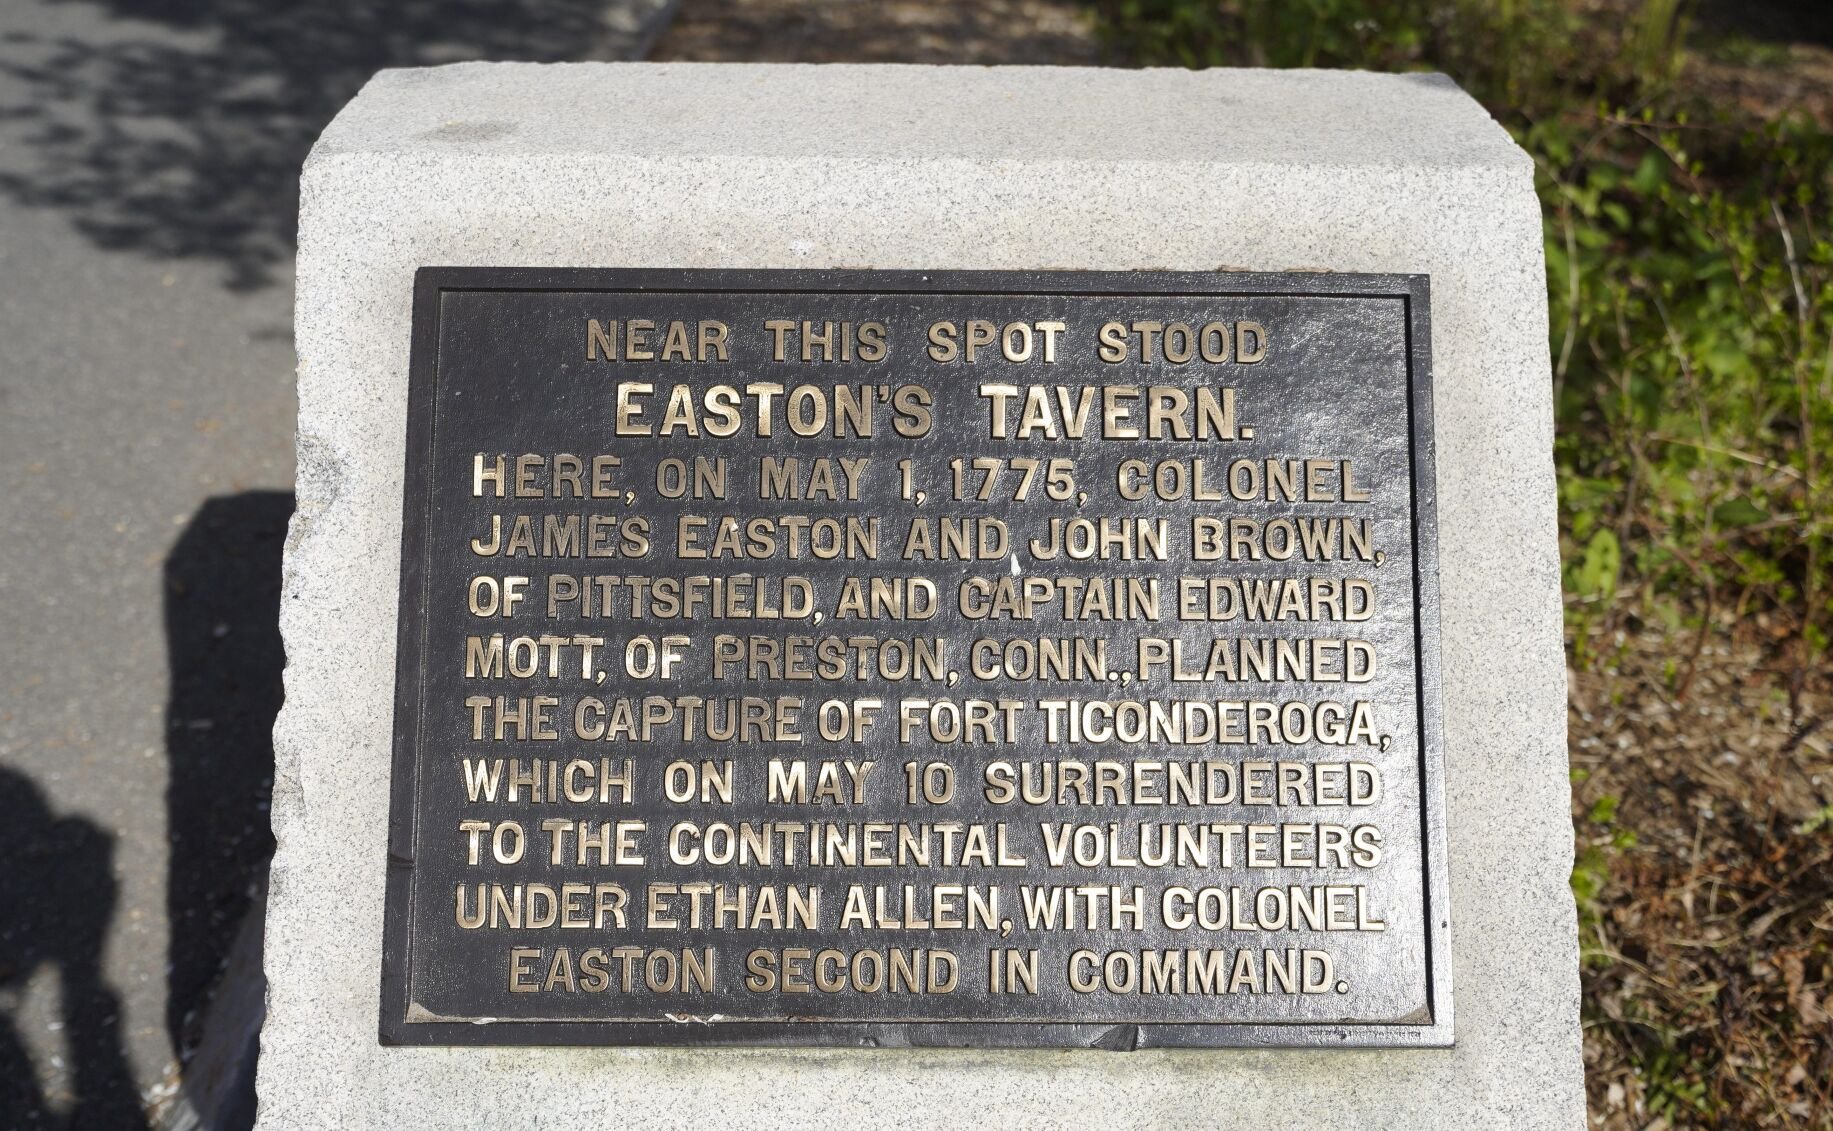 NEAR THIS SPOT STOOD
EASTON'S TAVERN.
HERE, ON MAY 1, 1775, COLONEL
JAMES EASTON AND JOHN BROWN,
OF PITTSFIELD, AND CAPTAIN EDWARD
MOTT, OF PRESTON, CONN., PLANNED
THE CAPTURE OF FORT TICONDEROGA,
WHICH ON MAY 10 SURRENDERED
TO THE CONTINENTAL VOLUNTEERS
UNDER ETHAN ALLEN, WITH COLONEL
EASTON SECOND IN COMMAND.